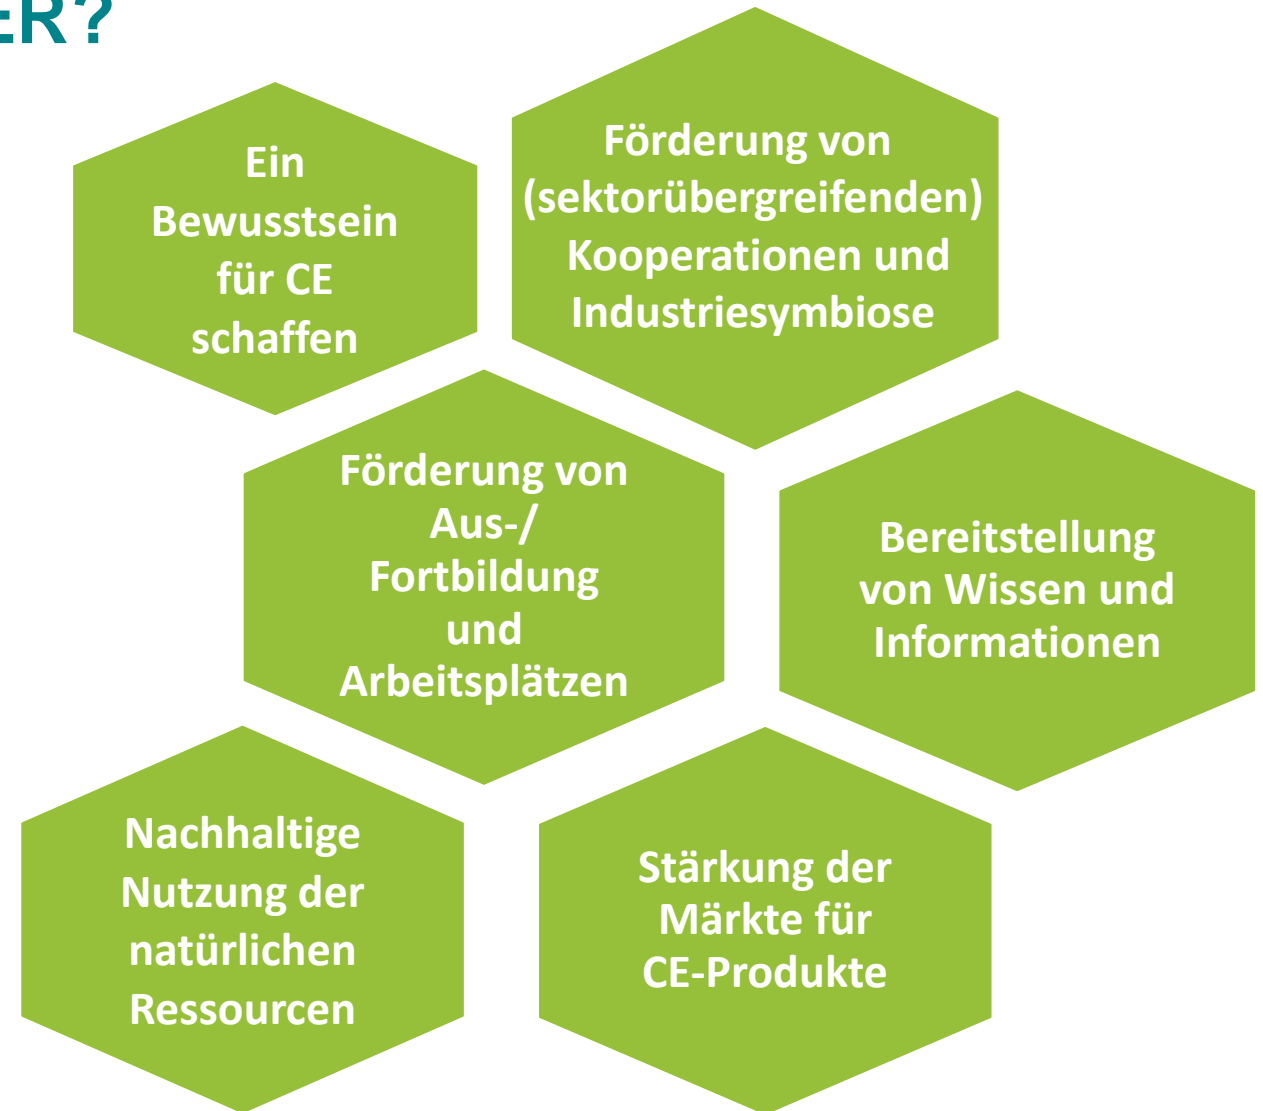 ER?
Ein
Bewusstsein
für CE
schaffen
Förderung von
(sektorübergreifenden)
Kooperationen und
Industriesymbiose
Förderung von
Aus-/
Fortbildung
und
Arbeitsplätzen
Bereitstellung
von Wissen und
Informationen
Nachhaltige
Nutzung der
natürlichen
Ressourcen
Stärkung der
Märkte für
CE-Produkte